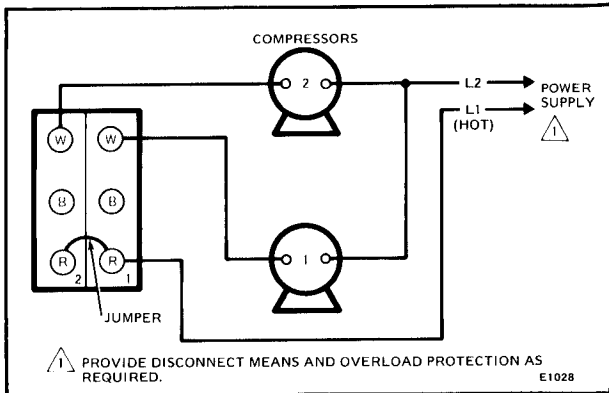 COMPRESSORS
2
L2
POWER
SUPPLY
L1
(HOT)
1
W
W
B
B
R
R
2
1
1
JUMPER
1 PROVIDE DISCONNECT MEANS AND OVERLOAD PROTECTION AS
REQUIRED.
E1028